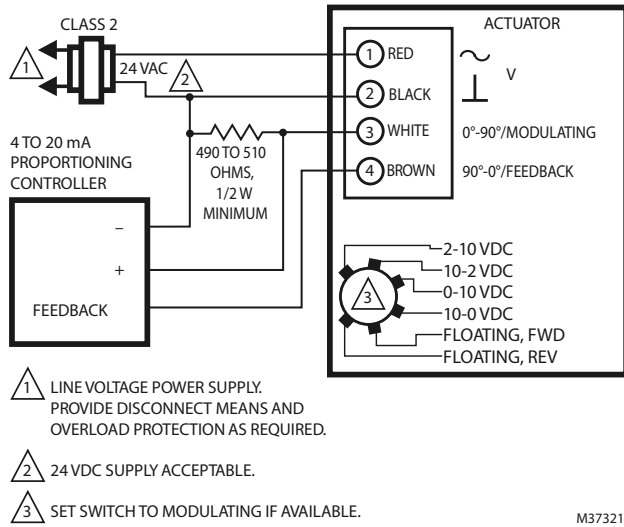 CLASS 2
ACTUATOR
1
24 VAC
2
1 RED
V
2 BLACK
3 WHITE
0°-90°/MODULATING
4 BROWN
90°-0°/FEEDBACK
490 TO 510
OHMS,
1/2 W
MINIMUM
4 TO 20 mA
PROPORTIONING
CONTROLLER
–
+
FEEDBACK
3
2-10 VDC
10-2 VDC
0-10 VDC
10-0 VDC
FLOATING, FWD
FLOATING, REV
1 LINE VOLTAGE POWER SUPPLY.
PROVIDE DISCONNECT MEANS AND
OVERLOAD PROTECTION AS REQUIRED.
2 24 VDC SUPPLY ACCEPTABLE.
3 SET SWITCH TO MODULATING IF AVAILABLE.
M37321